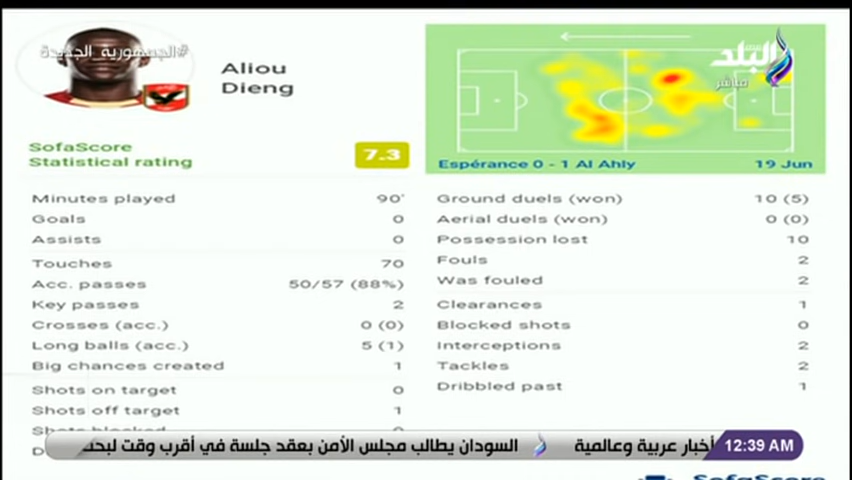 #الجمهورية_الجديدة
Aliou
Dieng
البلد
مباشر
SofaScore
Statistical rating
7.3
Espérance 0 - 1 Al Ahly 19 Jun
Minutes played 90'
Goals 0
Assists 0
Touches 70
Acc. passes 50/57 (88%)
Key passes 2
Crosses (acc.) 0 (0)
Long balls (acc.) 5 (1)
Big chances created 1
Shots on target 0
Shots off target 1
Shots blocked
Ground duels (won) 10 (5)
Aerial duels (won) 0 (0)
Possession lost 10
Fouls 2
Was fouled 2
Clearances 1
Blocked shots 0
Interceptions 2
Tackles 2
Dribbled past 1
12:39 AM أخبار عربية وعالمية السودان يطالب مجلس الأمن بعقد جلسة في أقرب وقت لبحث
SofaScore